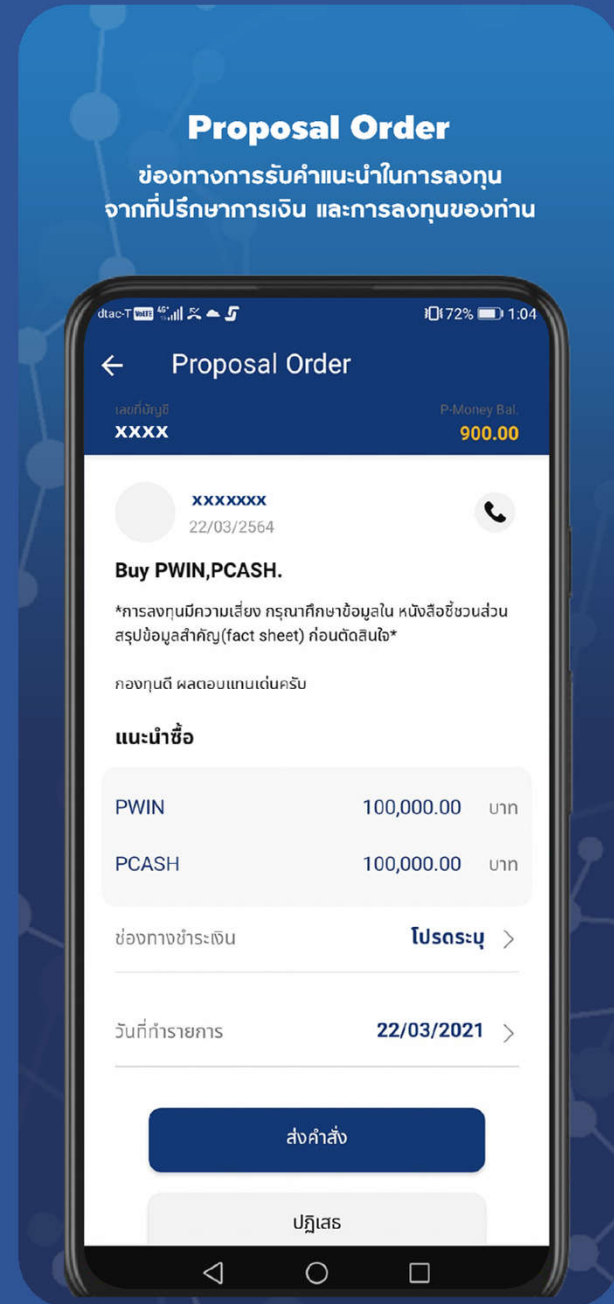 Proposal Order
ข่องทางการรับคำแนะนำในการลงทุน
จากที่ปรึกษาการเงิน และการลงทุนของท่าน
dtac-T VoLTE 4G 72% 1:04
Proposal Order
เลขที่บัญชี P-Money Bal.
XXXX 900.00
xxxxxxx
22/03/2564
Buy PWIN,PCASH.
*การลงทุนมีความเสี่ยง กรุณาศึกษาข้อมูลใน หนังสือชี้ชวนส่วน
สรุปข้อมูลสำคัญ(fact sheet) ก่อนตัดสินใจ*
กองทุนดี ผลตอบแทนเด่นครับ
แนะนำซื้อ
PWIN 100,000.00 บาท
PCASH 100,000.00 บาท
ช่องทางชำระเงิน โปรดระบุ
วันที่ทำรายการ 22/03/2021
ส่งคำสั่ง
ปฏิเสธ